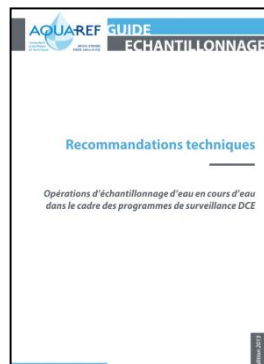 AQUAREF
GUIDE
ECHANTILLONNAGE
Recommandations techniques
Opérations d'échantillonnage d'eau en cours d'eau
dans le cadre des programmes de surveillance DCE